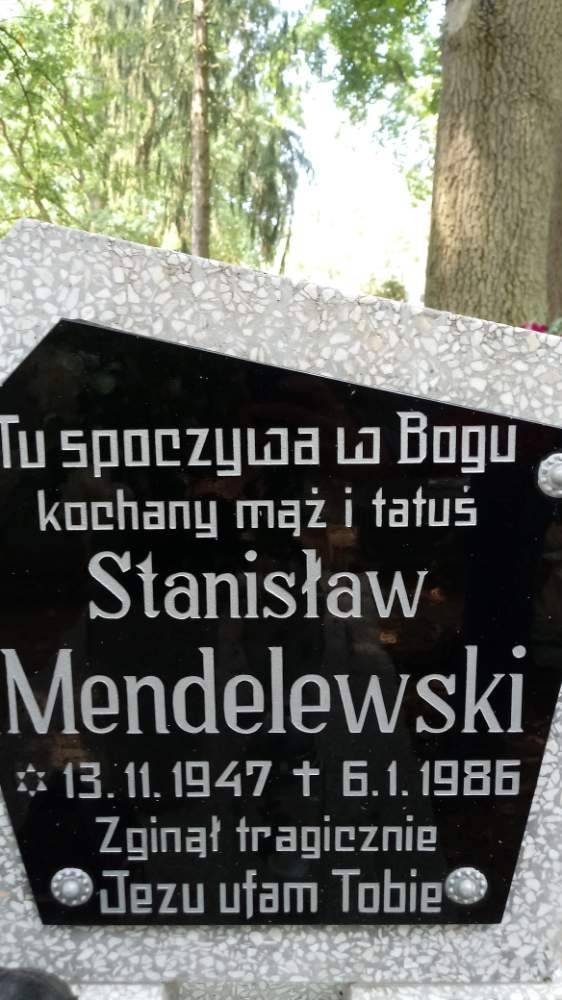 Tu spoczywa w Bogu
kochany mąż i tatuś
Stanisław
Mendelewski
✡ 13.11.1947 ✝ 6.1.1986
Zginął tragicznie
Jezu ufam Tobie